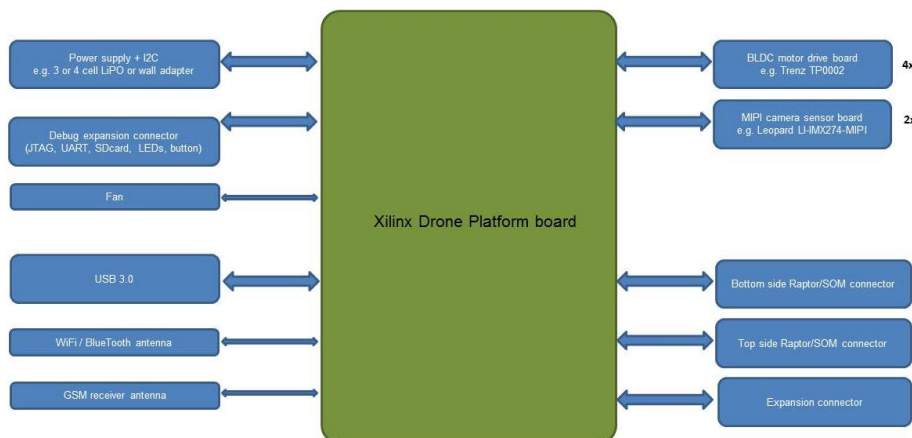 Power supply + I2C
e.g. 3 or 4 cell LiPO or wall adapter
Debug expansion connector
(JTAG, UART, SDcard, LEDs, button)
Fan
USB 3.0
WiFi / BlueTooth antenna
GSM receiver antenna
Xilinx Drone Platform board
BLDC motor drive board
e.g. Trenz TP0002
4x
MIPI camera sensor board
e.g. Leopard LI-IMX274-MIPI
2x
Bottom side Raptor/SOM connector
Top side Raptor/SOM connector
Expansion connector